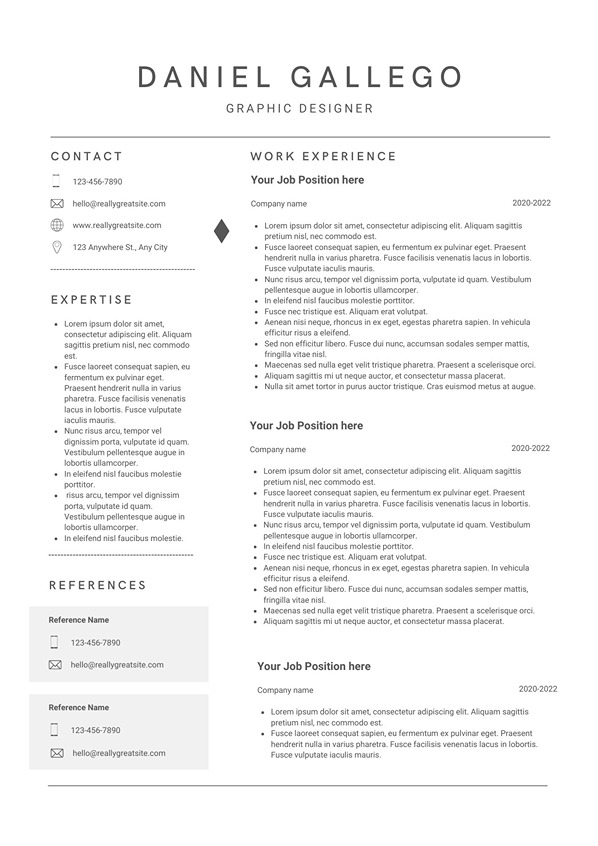 DANIEL GALLEGO
GRAPHIC DESIGNER
CONTACT
123-456-7890
hello@reallygreatsite.com
www.reallygreatsite.com
123 Anywhere St., Any City
EXPERTISE
Lorem ipsum dolor sit amet,
consectetur adipiscing elit. Aliquam
sagittis pretium nisl, nec commodo
est.
Fusce laoreet consequat sapien, eu
fermentum ex pulvinar eget.
Praesent hendrerit nulla in varius
pharetra. Fusce facilisis venenatis
lacus in lobortis. Fusce vulputate
iaculis mauris.
Nunc risus arcu, tempor vel
dignissim porta, vulputate id quam.
Vestibulum pellentesque augue in
lobortis ullamcorper.
In eleifend nisl faucibus molestie
porttitor.
risus arcu, tempor vel dignissim
porta, vulputate id quam.
Vestibulum pellentesque augue in
lobortis ullamcorper.
In eleifend nisl faucibus molestie.
REFERENCES
Reference Name
123-456-7890
hello@reallygreatsite.com
Reference Name
123-456-7890
hello@reallygreatsite.com
WORK EXPERIENCE
Your Job Position here
Company name 2020-2022
Lorem ipsum dolor sit amet, consectetur adipiscing elit. Aliquam sagittis
pretium nisl, nec commodo est.
Fusce laoreet consequat sapien, eu fermentum ex pulvinar eget. Praesent
hendrerit nulla in varius pharetra. Fusce facilisis venenatis lacus in lobortis.
Fusce vulputate iaculis mauris.
Nunc risus arcu, tempor vel dignissim porta, vulputate id quam. Vestibulum
pellentesque augue in lobortis ullamcorper.
In eleifend nisl faucibus molestie porttitor.
Fusce nec tristique est. Aliquam erat volutpat.
Aenean nisi neque, rhoncus in ex eget, egestas pharetra sapien. In vehicula
efficitur risus a eleifend.
Sed non efficitur libero. Fusce dui nunc, accumsan sodales semper mattis,
fringilla vitae nisl.
Maecenas sed nulla eget velit tristique pharetra. Praesent a scelerisque orci.
Aliquam sagittis mi ut neque auctor, et consectetur massa placerat.
Nulla sit amet tortor in purus auctor tristique. Cras euismod metus at augue.
Your Job Position here
Company name 2020-2022
Lorem ipsum dolor sit amet, consectetur adipiscing elit. Aliquam sagittis
pretium nisl, nec commodo est.
Fusce laoreet consequat sapien, eu fermentum ex pulvinar eget. Praesent
hendrerit nulla in varius pharetra. Fusce facilisis venenatis lacus in lobortis.
Fusce vulputate iaculis mauris.
Nunc risus arcu, tempor vel dignissim porta, vulputate id quam. Vestibulum
pellentesque augue in lobortis ullamcorper.
In eleifend nisl faucibus molestie porttitor.
Fusce nec tristique est. Aliquam erat volutpat.
Aenean nisi neque, rhoncus in ex eget, egestas pharetra sapien. In vehicula
efficitur risus a eleifend.
Sed non efficitur libero. Fusce dui nunc, accumsan sodales semper mattis,
fringilla vitae nisl.
Maecenas sed nulla eget velit tristique pharetra. Praesent a scelerisque orci.
Aliquam sagittis mi ut neque auctor, et consectetur massa placerat.
Your Job Position here
Company name 2020-2022
Lorem ipsum dolor sit amet, consectetur adipiscing elit. Aliquam sagittis
pretium nisl, nec commodo est.
Fusce laoreet consequat sapien, eu fermentum ex pulvinar eget. Praesent
hendrerit nulla in varius pharetra. Fusce facilisis venenatis lacus in lobortis.
Fusce vulputate iaculis mauris.